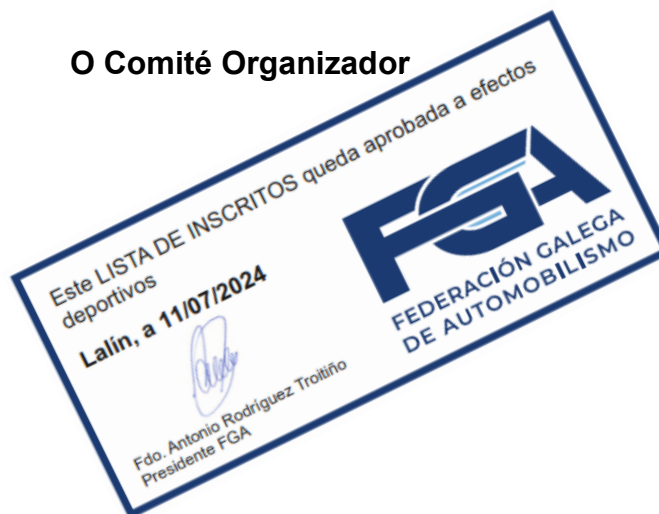 O Comité Organizador
Este LISTA DE INSCRITOS queda aprobada a efectos
deportivos
Lalín, a 11/07/2024
Fdo. Antonio Rodríguez Troitiño
Presidente FGA
FGA
FEDERACIÓN GALEGA
DE AUTOMOBILISMO